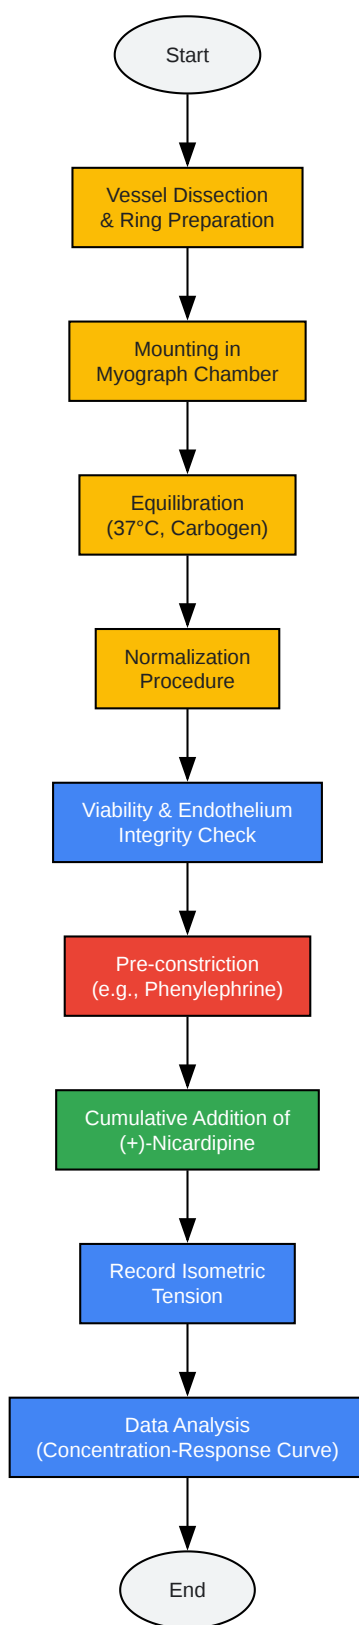 Start
Vessel Dissection
& Ring Preparation
Mounting in
Myograph Chamber
Equilibration
(37°C, Carbogen)
Normalization
Procedure
Viability & Endothelium
Integrity Check
Pre-constriction
(e.g., Phenylephrine)
Cumulative Addition of
(+)-Nicardipine
Record Isometric
Tension
Data Analysis
(Concentration-Response Curve)
End